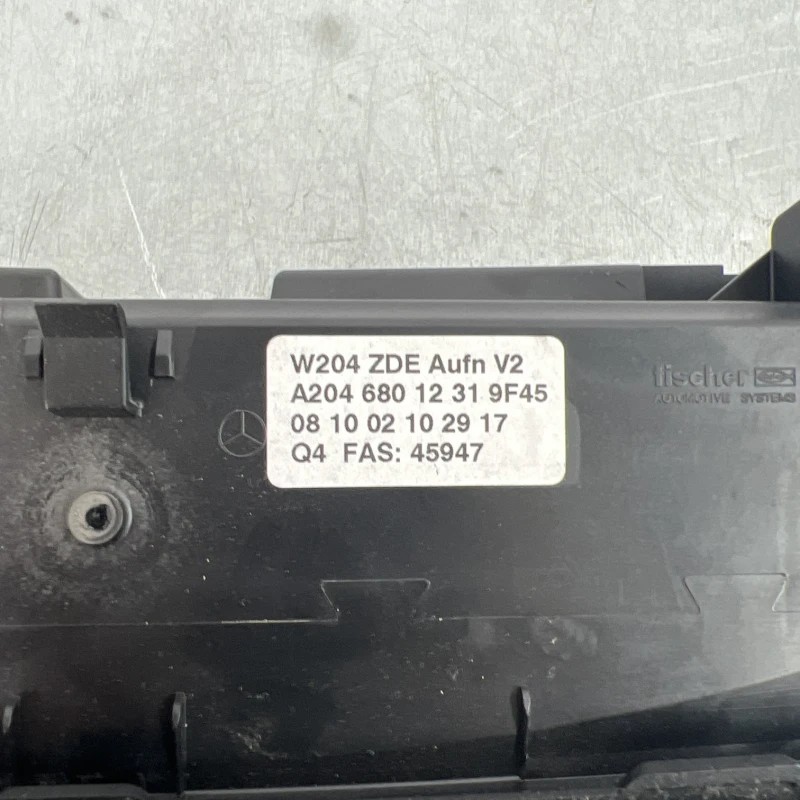 W204 ZDE Aufn V2
A204 680 12 31 9F45
08 10 02 10 29 17
Q4 FAS: 45947
fischer
AUTOMOTIVE SYSTEMS